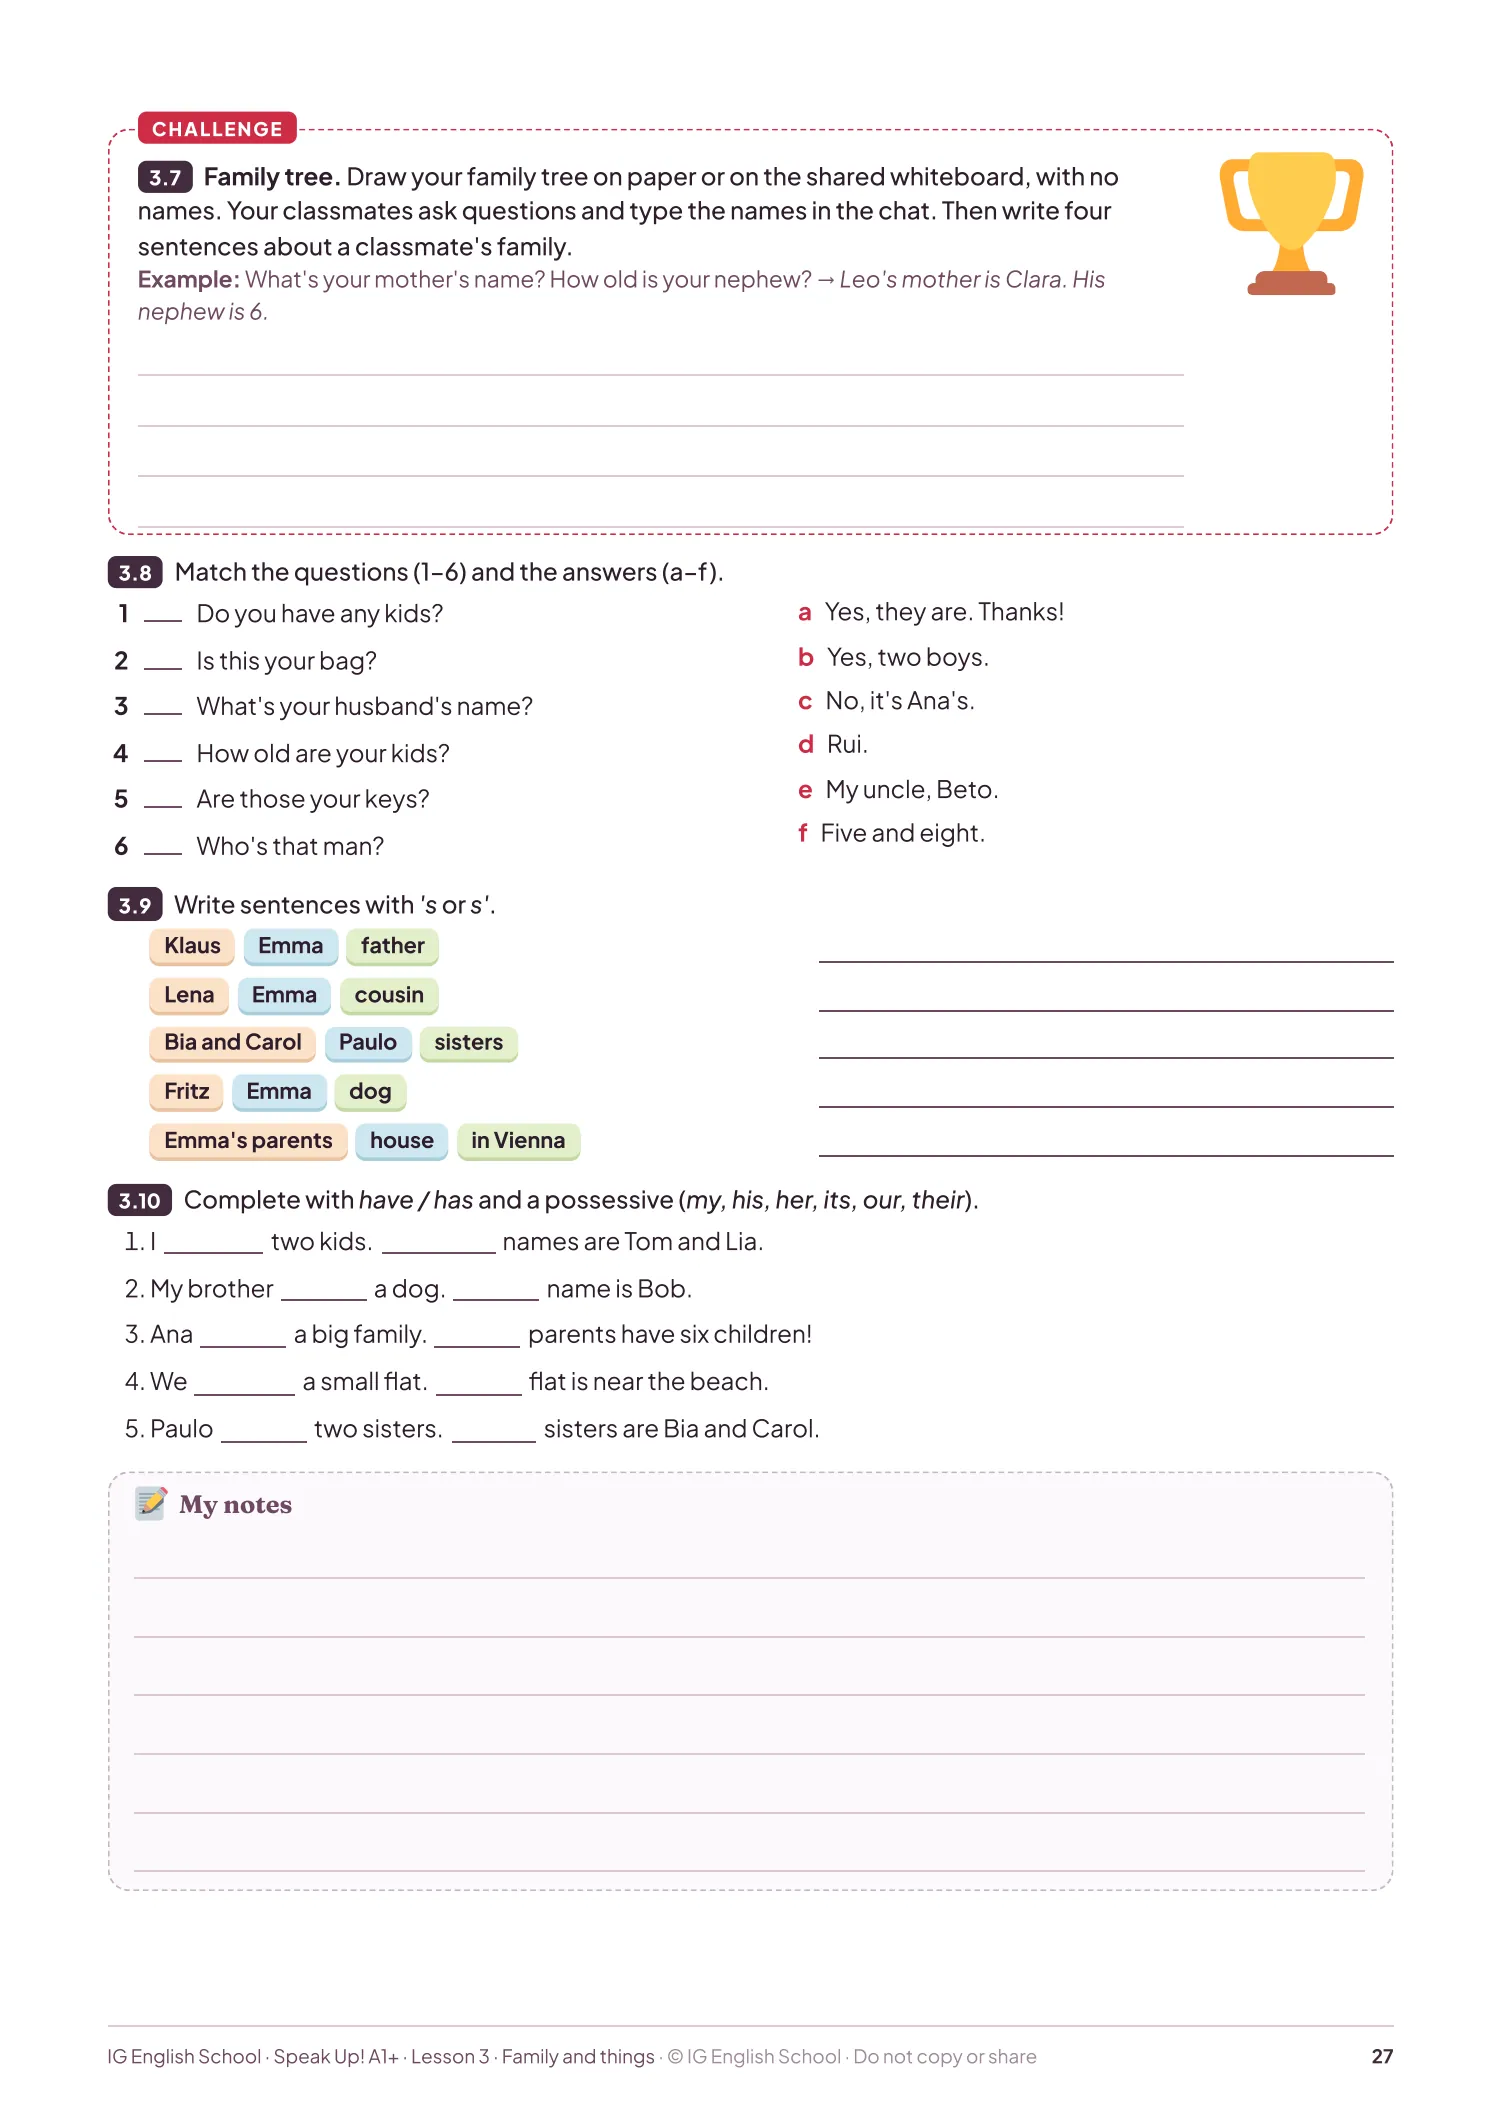 CHALLENGE
3.7 Family tree. Draw your family tree on paper or on the shared whiteboard, with no
names. Your classmates ask questions and type the names in the chat. Then write four
sentences about a classmate's family.
Example: What's your mother's name? How old is your nephew? → Leo's mother is Clara. His
nephew is 6.
3.8 Match the questions (1–6) and the answers (a–f).
1 ___ Do you have any kids?
2 ___ Is this your bag?
3 ___ What's your husband's name?
4 ___ How old are your kids?
5 ___ Are those your keys?
6 ___ Who's that man?
a Yes, they are. Thanks!
b Yes, two boys.
c No, it's Ana's.
d Rui.
e My uncle, Beto.
f Five and eight.
3.9 Write sentences with 's or s'.
Klaus Emma father
Lena Emma cousin
Bia and Carol Paulo sisters
Fritz Emma dog
Emma's parents house in Vienna
3.10 Complete with have / has and a possessive (my, his, her, its, our, their).
1. I ________ two kids. ________ names are Tom and Lia.
2. My brother ________ a dog. ________ name is Bob.
3. Ana ________ a big family. ________ parents have six children!
4. We ________ a small flat. ________ flat is near the beach.
5. Paulo ________ two sisters. ________ sisters are Bia and Carol.
My notes
IG English School · Speak Up! A1+ · Lesson 3 · Family and things · © IG English School · Do not copy or share 27